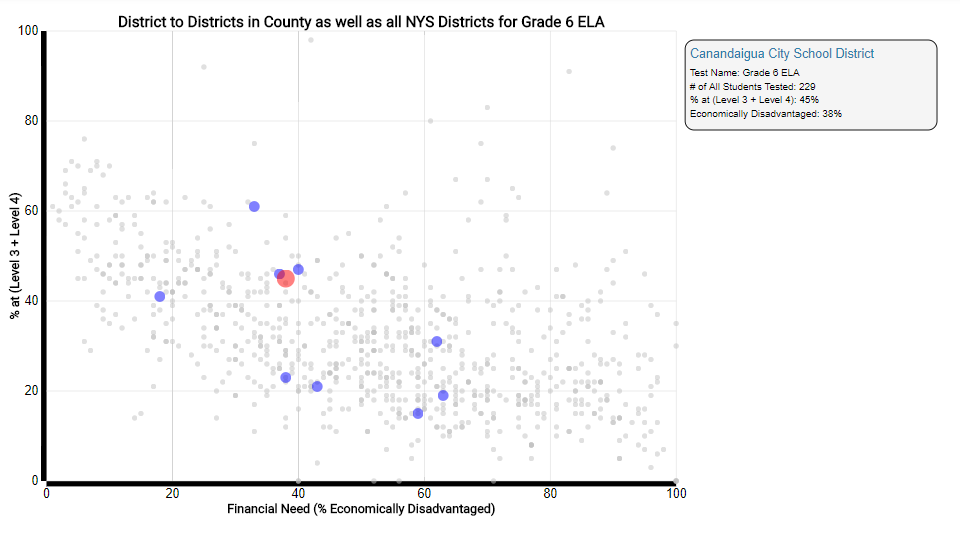 District to Districts in County as well as all NYS Districts for Grade 6 ELA
100
80
60
40
20
0
% at (Level 3 + Level 4)
0 20 40 60 80 100
Financial Need (% Economically Disadvantaged)
Canandaigua City School District
Test Name: Grade 6 ELA
# of All Students Tested: 229
% at (Level 3 + Level 4): 45%
Economically Disadvantaged: 38%